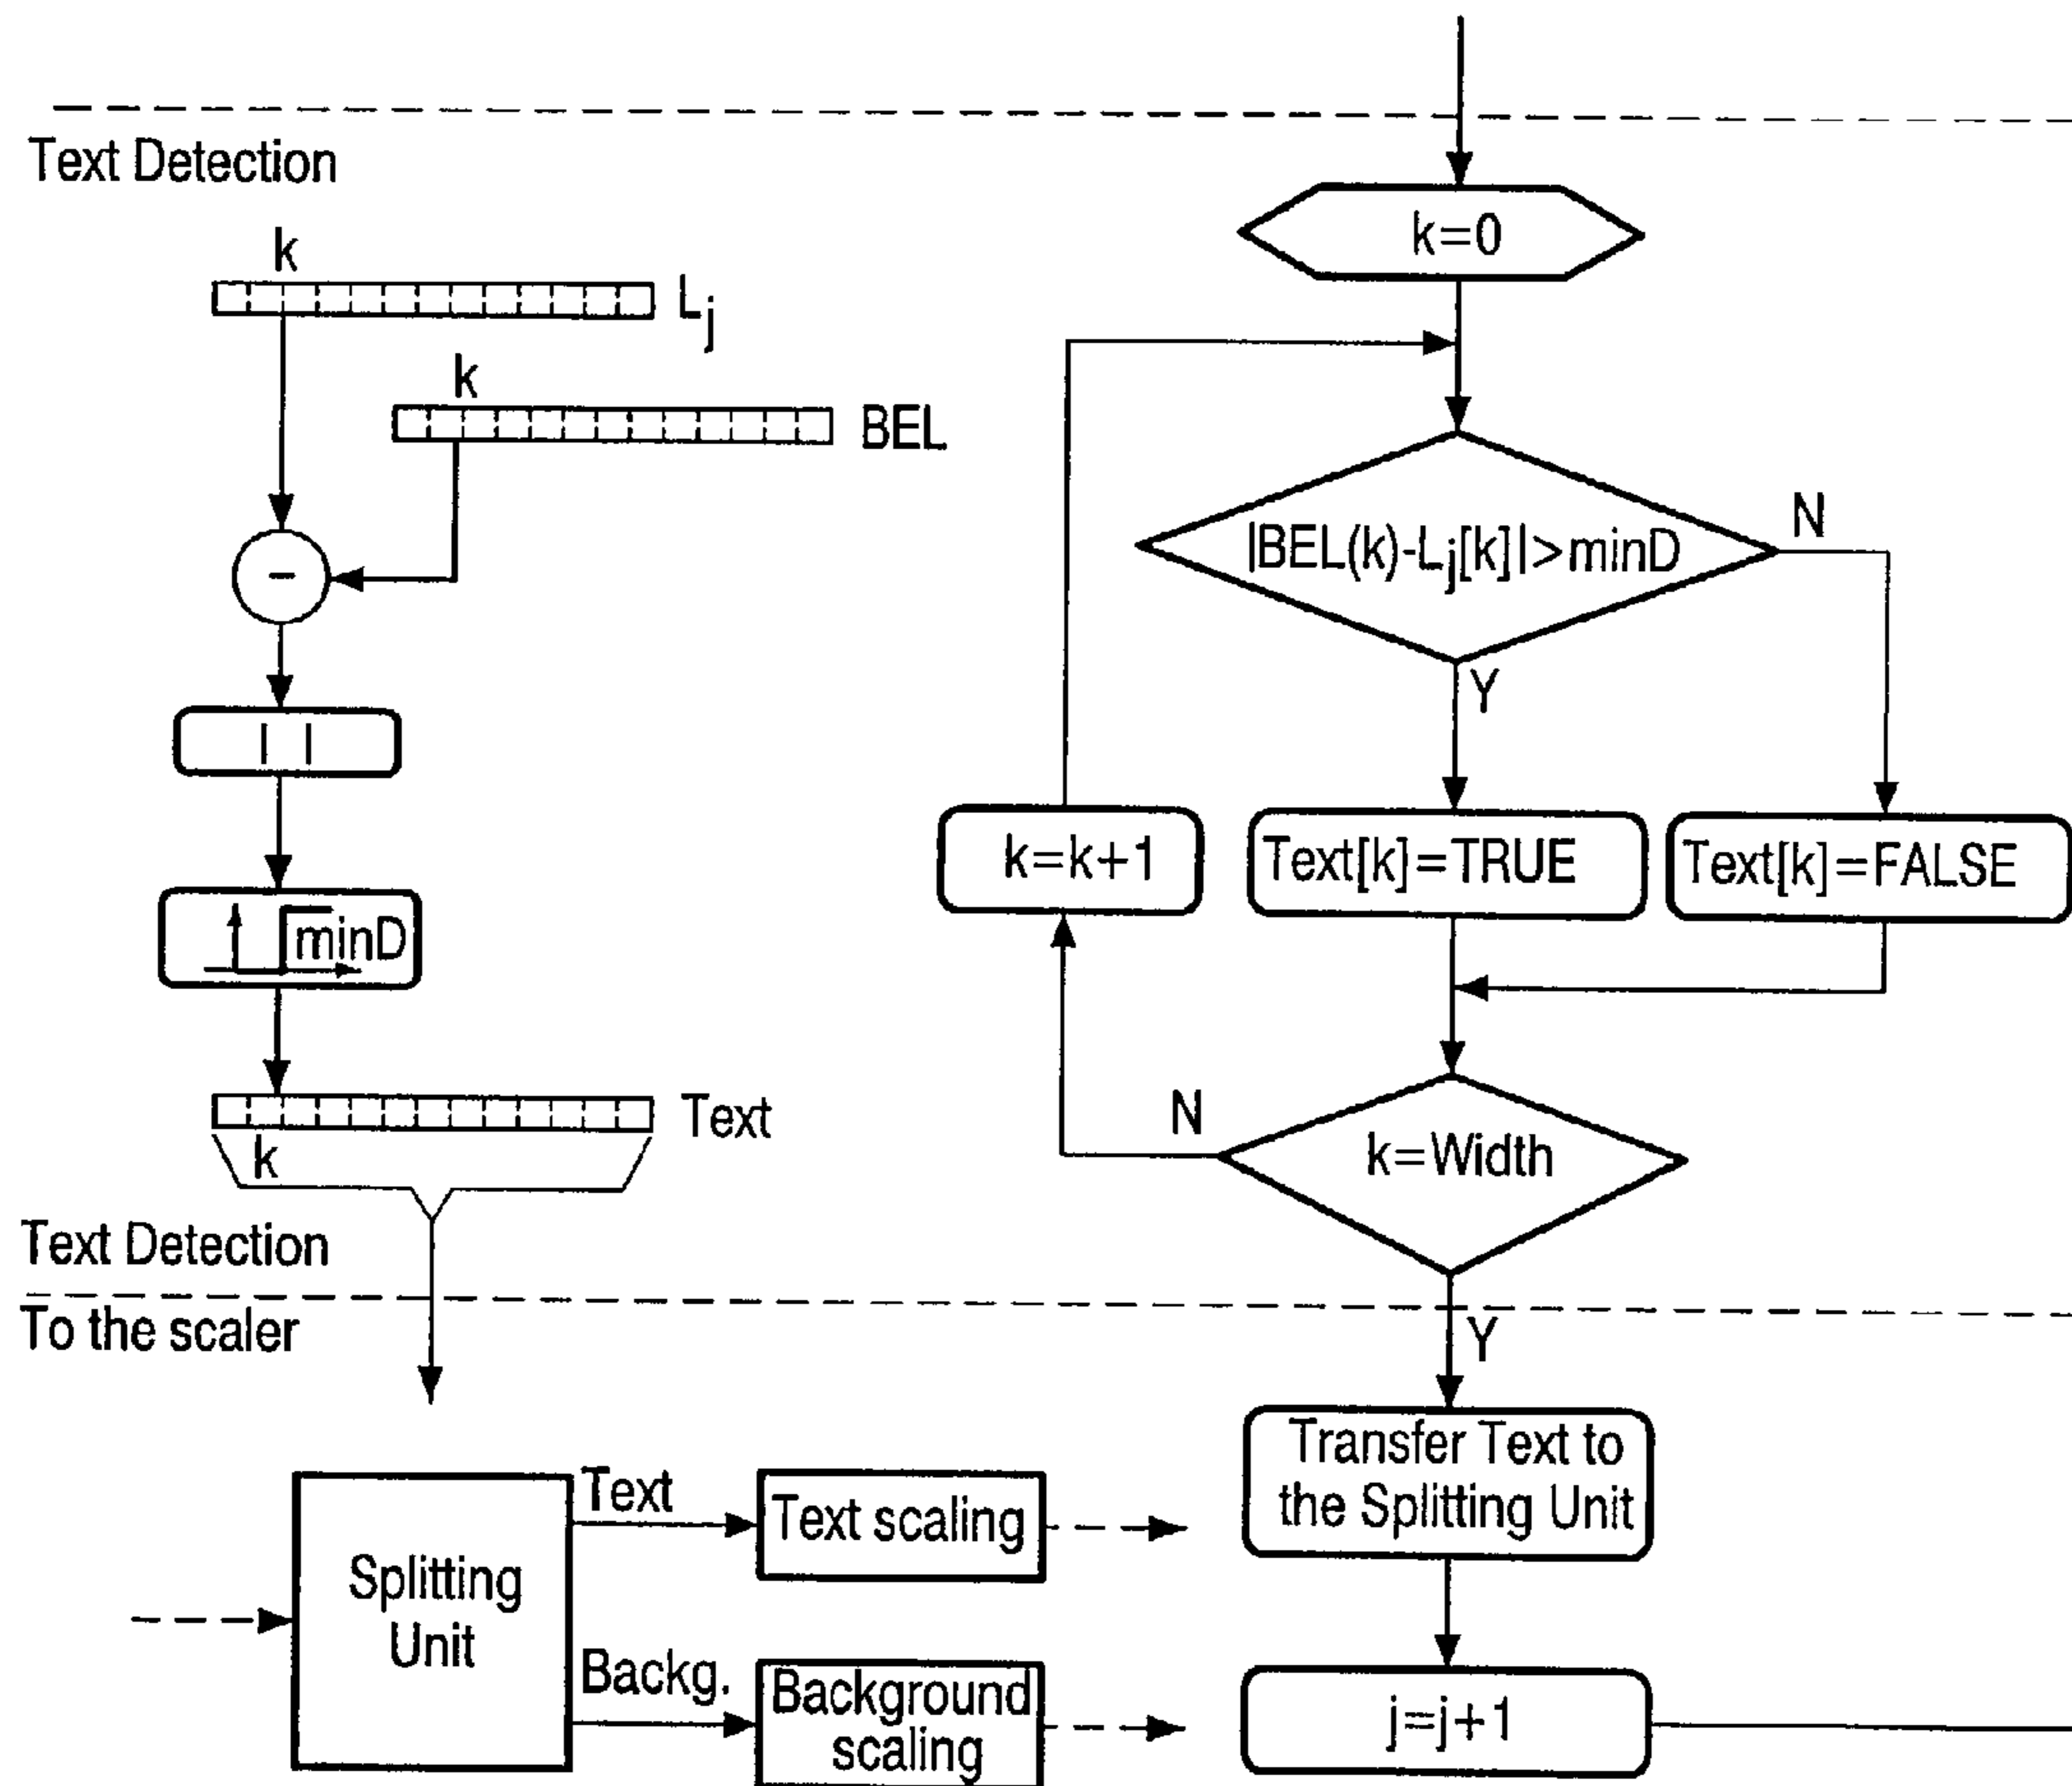 Text Detection
k
L_j
k
BEL
−
| |
minD
Text
k
Text Detection
To the scaler
Splitting
Unit
Text
Text scaling
Backg.
Background
scaling
k=0
|BEL(k)-L_j[k]|>minD
N
Y
k=k+1
Text[k]=TRUE
Text[k]=FALSE
N
k=Width
Y
Transfer Text to
the Splitting Unit
j=j+1